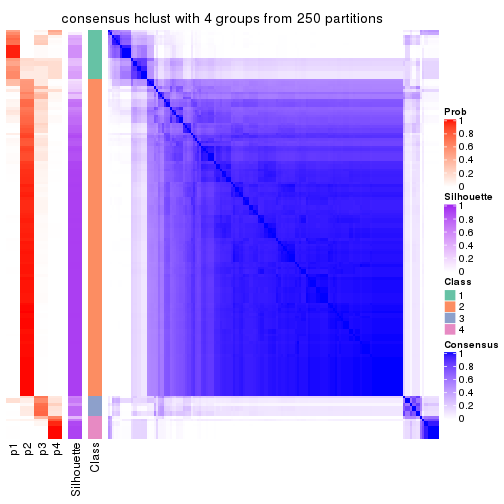 consensus hclust with 4 groups from 250 partitions
Prob
1
0.8
0.6
0.4
0.2
0
Silhouette
1
0.8
0.6
0.4
0.2
0
Class
1
2
3
4
Consensus
1
0.8
0.6
0.4
0.2
0
p1
p2
p3
p4
Silhouette
Class